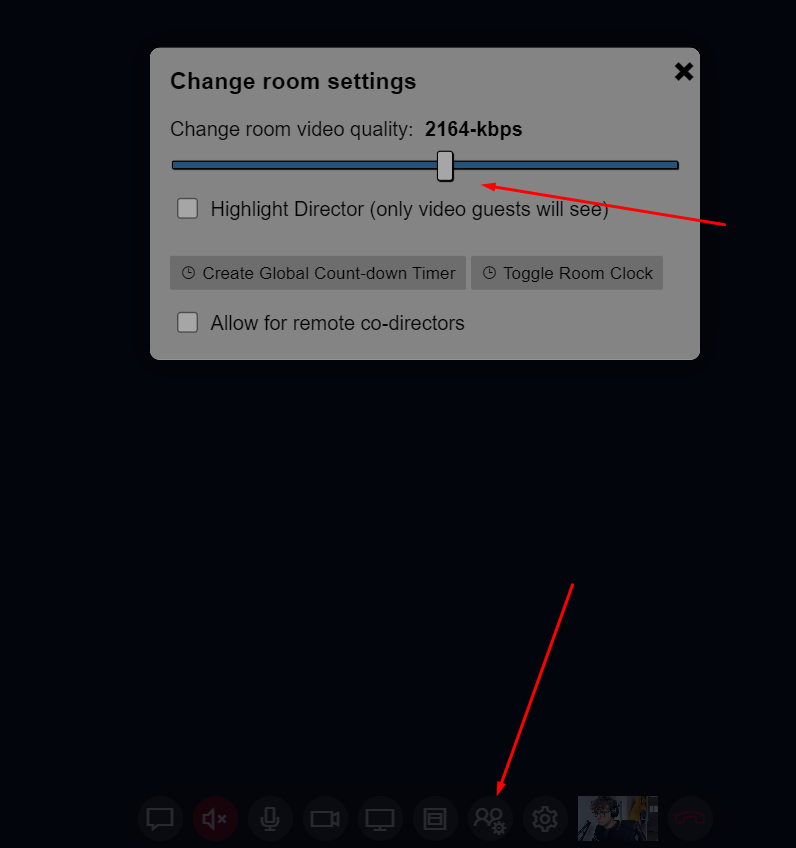 Change room settings
Change room video quality: 2164-kbps
Highlight Director (only video guests will see)
Create Global Count-down Timer Toggle Room Clock
Allow for remote co-directors